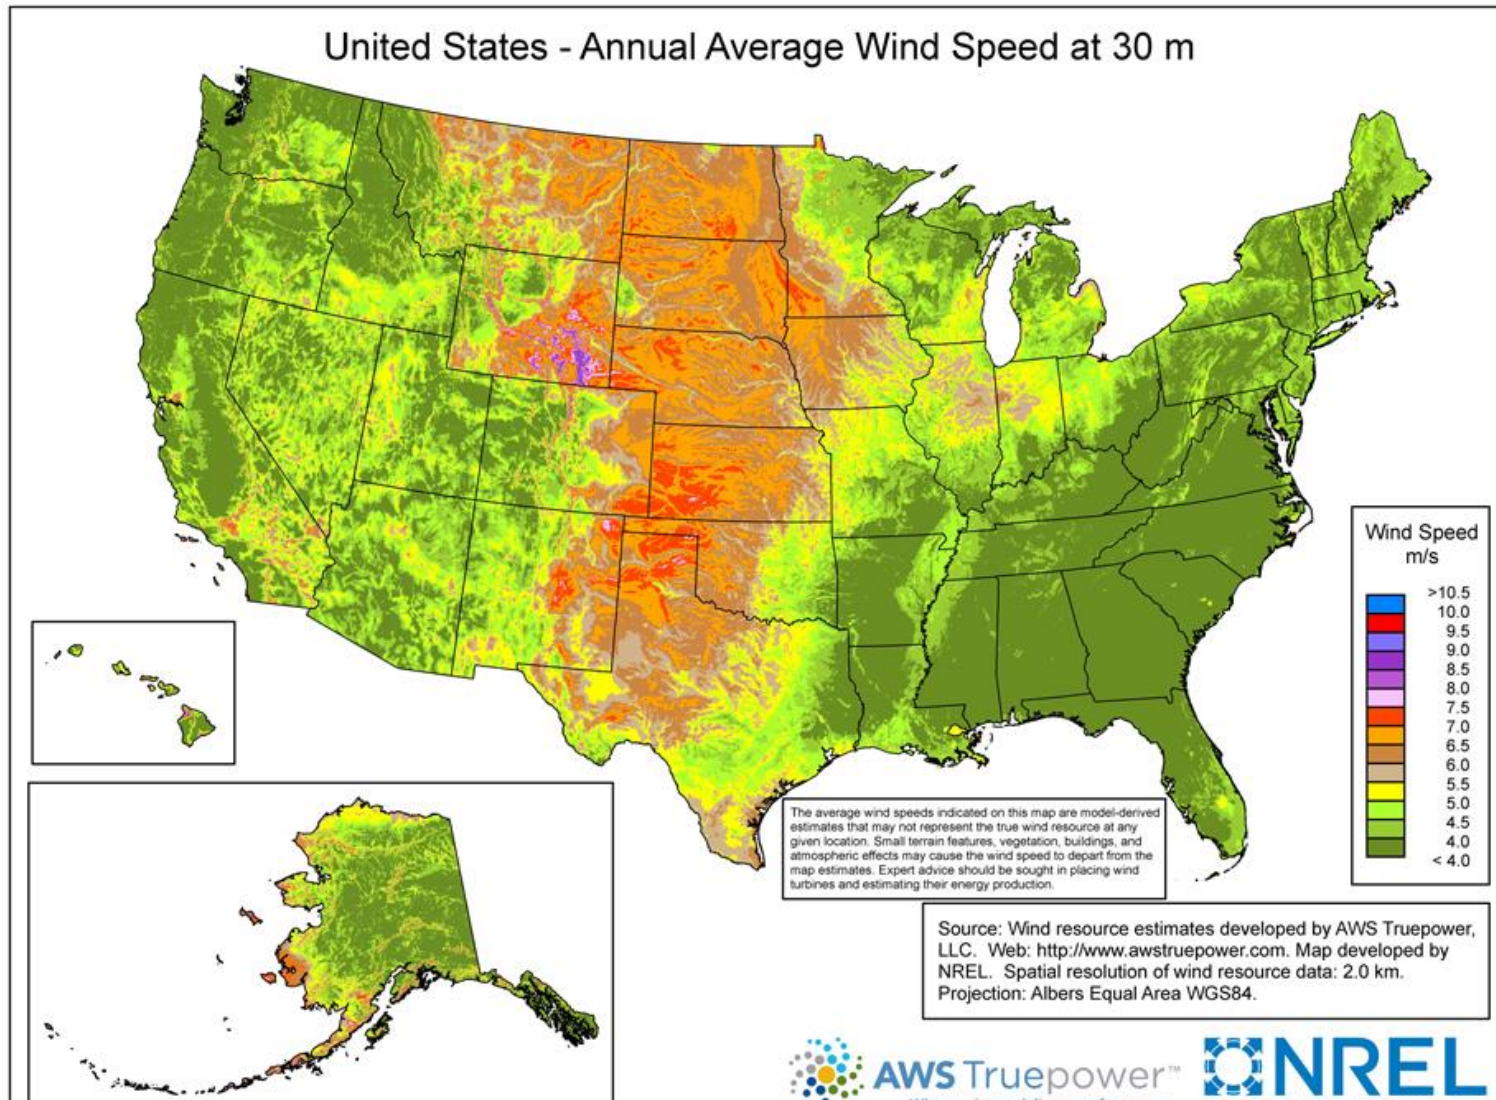 United States - Annual Average Wind Speed at 30 m
Wind Speed
m/s
>10.5
10.0
9.5
9.0
8.5
8.0
7.5
7.0
6.5
6.0
5.5
5.0
4.5
4.0
< 4.0
The average wind speeds indicated on this map are model-derived
estimates that may not represent the true wind resource at any
given location. Small terrain features, vegetation, buildings, and
atmospheric effects may cause the wind speed to depart from the
map estimates. Expert advice should be sought in placing wind
turbines and estimating their energy production.
Source: Wind resource estimates developed by AWS Truepower,
LLC. Web: http://www.awstruepower.com. Map developed by
NREL. Spatial resolution of wind resource data: 2.0 km.
Projection: Albers Equal Area WGS84.
AWS Truepower™
NREL